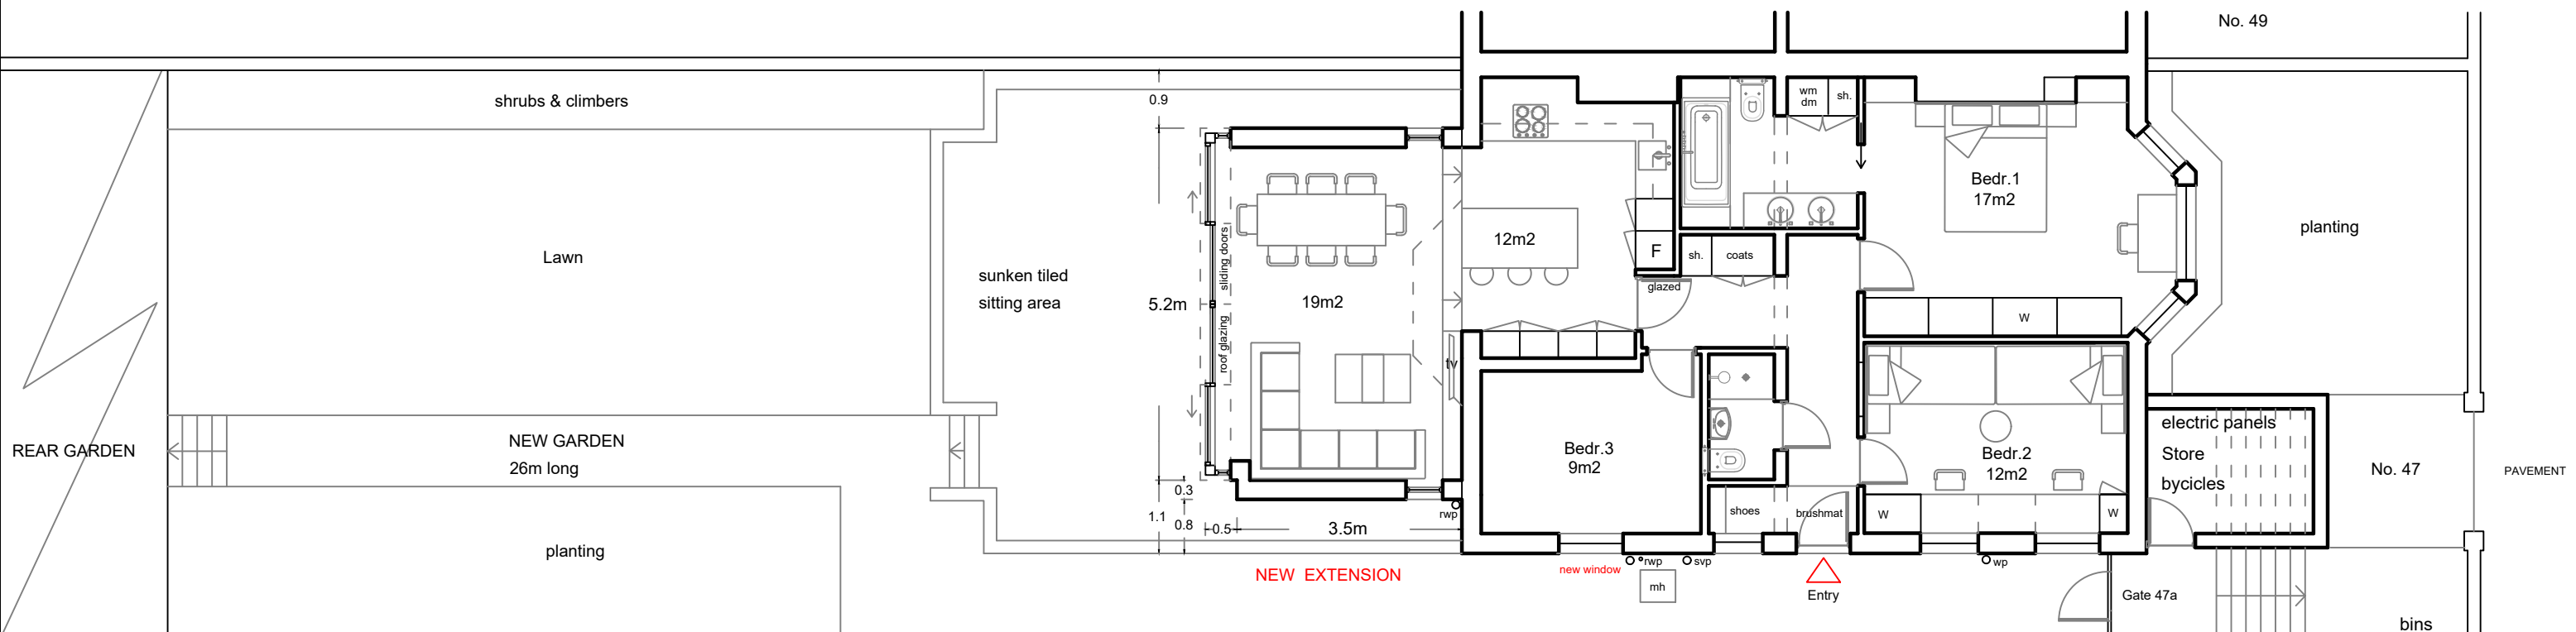 No. 49
shrubs & climbers
0.9
wm
dm
sh.
Bedr.1
17m2
planting
Lawn
sunken tiled
sitting area
5.2m
sliding doors
roof glazing
19m2
12m2
F
sh.
coats
glazed
W
tv
REAR GARDEN
NEW GARDEN
26m long
Bedr.3
9m2
Bedr.2
12m2
electric panels
Store
bycicles
No. 47
PAVEMENT
0.3
1.1
0.8
0.5
3.5m
rwp
shoes
brushmat
W
W
planting
NEW EXTENSION
new window
rwp
svp
wp
mh
Entry
Gate 47a
bins